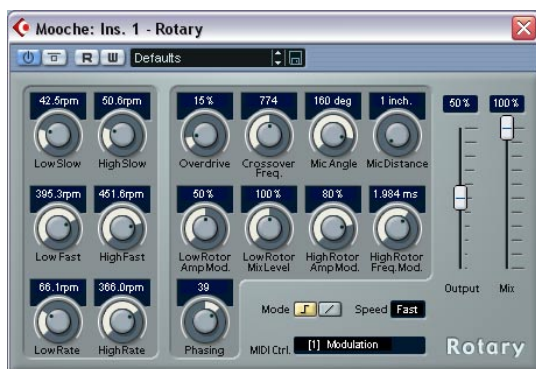 Mooche: Ins. 1 - Rotary
R W Defaults
42.5rpm 50.6rpm 15% 774 160 deg 1 inch. 50% 100%
Low Slow High Slow Overdrive Crossover Freq. Mic Angle Mic Distance
395.3rpm 451.6rpm 50% 100% 80% 1.984 ms
Low Fast High Fast Low Rotor Amp Mod. Low Rotor Mix Level High Rotor Amp Mod. High Rotor Freq. Mod.
66.1rpm 366.0rpm 39 Output Mix
Mode Speed Fast
Low Rate High Rate Phasing MIDI Ctrl. [1] Modulation Rotary